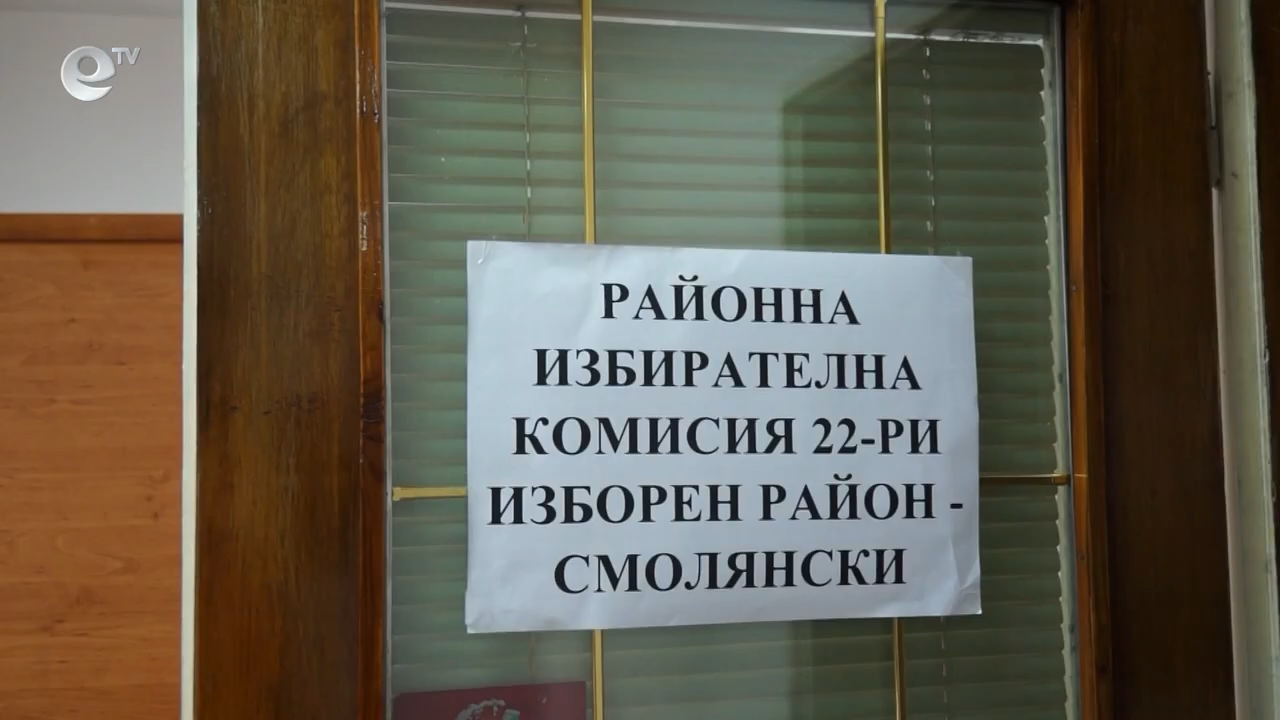 eTV
РАЙОННА
ИЗБИРАТЕЛНА
КОМИСИЯ 22-РИ
ИЗБОРЕН РАЙОН -
СМОЛЯНСКИ